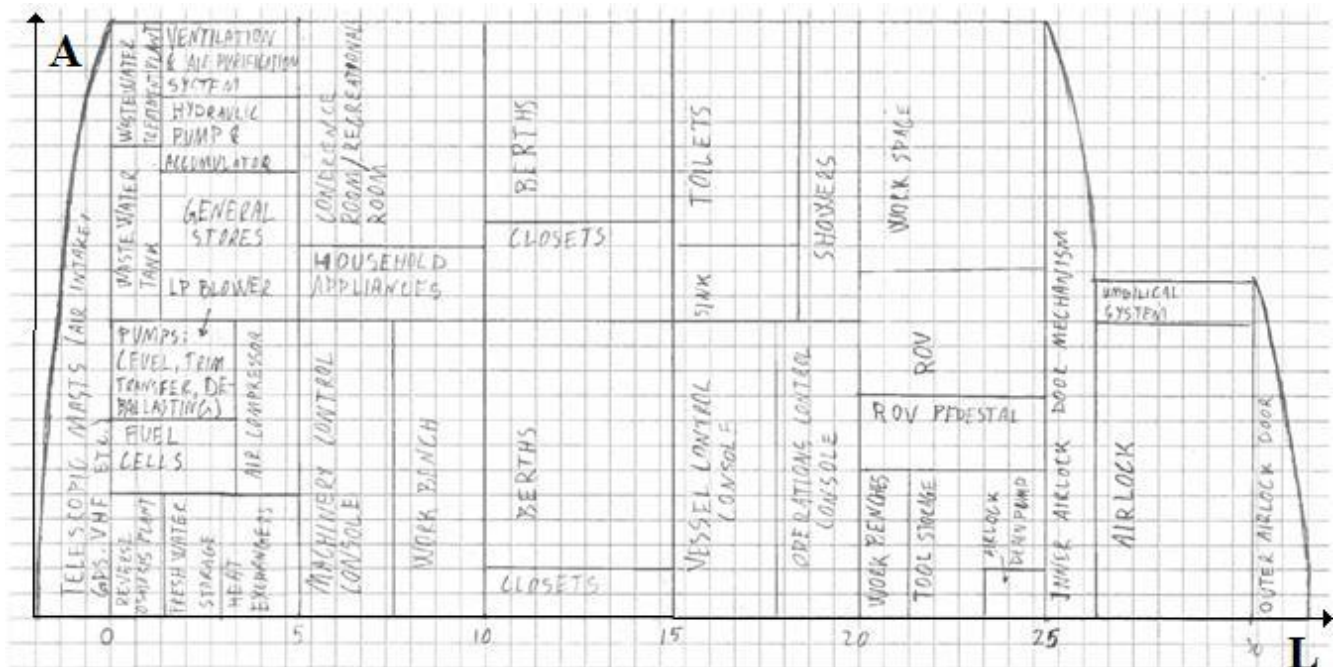 A
TELESCOPIC MASTS (AIR INTAKE,
GPS, VHF ETC.)
WASTEWATER
TREATMENT PLANT
WASTE WATER
TANK
VENTILATION
& AIR PURIFICATION
SYSTEM
HYDRAULIC
PUMP &
ACCUMULATOR
GENERAL
STORES
LP BLOWER
PUMPS:
LEVEL, TRIM
TRANSFER, DE-
BALLASTING)
FUEL
CELLS
AIR COMPRESSOR
REVERSE
OSMOSIS PLANT
FRESH WATER
STORAGE
HEAT
EXCHANGERS
CONFRENCE
ROOM/RECREATIONAL
ROOM
HOUSEHOLD
APPLIANCES
MACHINERY CONTROL
CONSOLE
WORK BENCH
BERTHS
CLOSETS
BERTHS
CLOSETS
TOILETS
SINK
SHOWERS
VESSEL CONTROL
CONSOLE
OPERATIONS CONTROL
CONSOLE
WORK SPACE
ROV
ROV PEDESTAL
WORK BENCHES
TOOL STORAGE
AIRLOCK
DRAIN PUMP
INNER AIRLOCK DOOR MECHANISM
UMBILICAL
SYSTEM
AIRLOCK
OUTER AIRLOCK DOOR
0 5 10 15 20 25 30
L